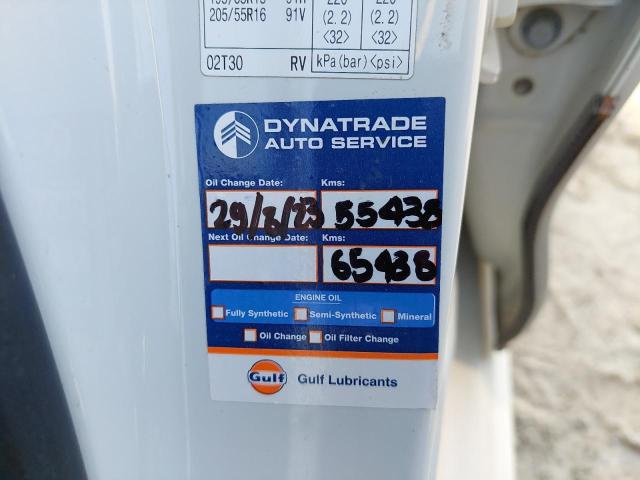 205/55R16 91V (2.2) (2.2)
<32> <32>
02T30 RV kPa(bar)<psi>
DYNATRADE
AUTO SERVICE
Oil Change Date: Kms:
29/8/23 55438
Next Oil Change Date: Kms:
65438
ENGINE OIL
Fully Synthetic Semi-Synthetic Mineral
Oil Change Oil Filter Change
Gulf Gulf Lubricants